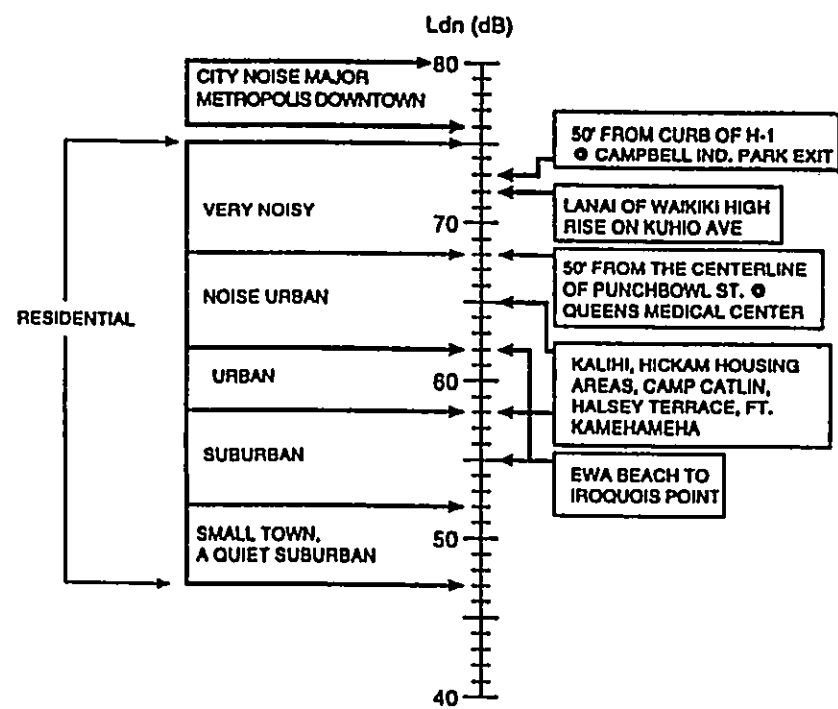 Ldn (dB)
80
CITY NOISE MAJOR
METROPOLIS DOWNTOWN
50' FROM CURB OF H-1
@ CAMPBELL IND. PARK EXIT
VERY NOISY
70
LANAI OF WAIKIKI HIGH
RISE ON KUHIO AVE
NOISE URBAN
50' FROM THE CENTERLINE
OF PUNCHBOWL ST. @
QUEENS MEDICAL CENTER
RESIDENTIAL
URBAN
60
KALIHI, HICKAM HOUSING
AREAS, CAMP CATLIN,
HALSEY TERRACE, FT.
KAMEHAMEHA
SUBURBAN
EWA BEACH TO
IROQUOIS POINT
SMALL TOWN,
A QUIET SUBURBAN
50
40